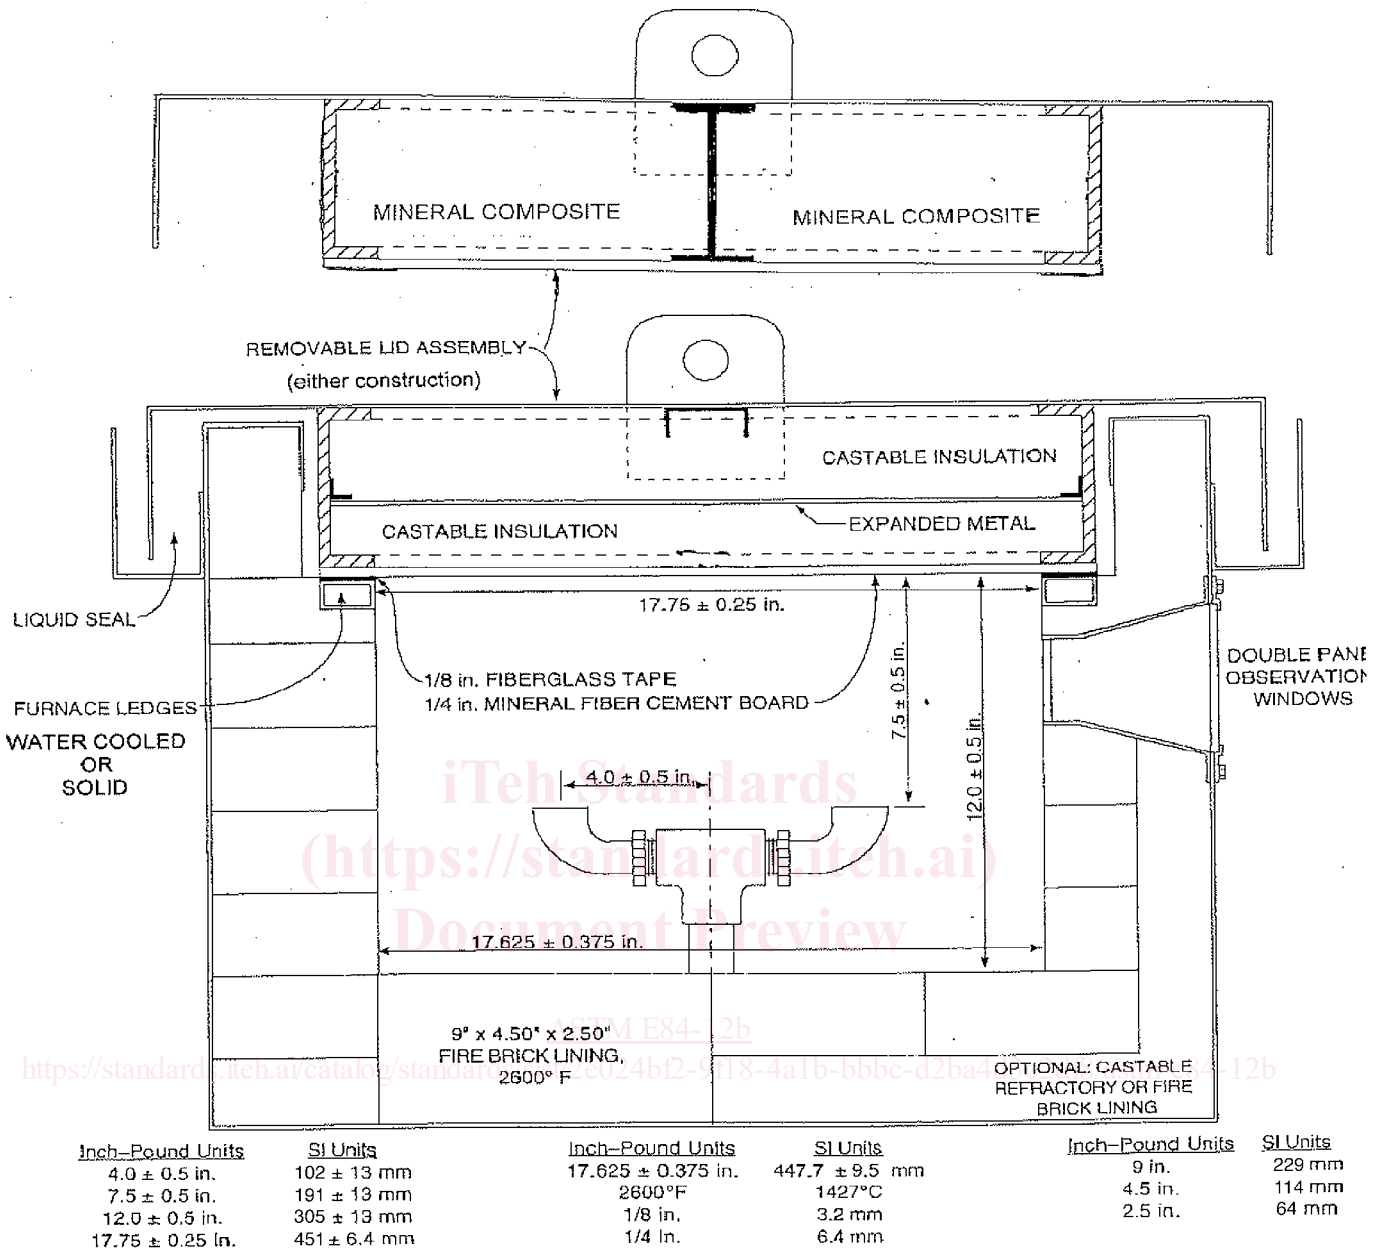 MINERAL COMPOSITE
MINERAL COMPOSITE
REMOVABLE LID ASSEMBLY
(either construction)
CASTABLE INSULATION
EXPANDED METAL
CASTABLE INSULATION
17.75 ± 0.25 in.
LIQUID SEAL
1/8 in. FIBERGLASS TAPE
1/4 in. MINERAL FIBER CEMENT BOARD
7.5 ± 0.5 in.
12.0 ± 0.5 in.
DOUBLE PANE
OBSERVATION
WINDOWS
FURNACE LEDGES
WATER COOLED
OR
SOLID
4.0 ± 0.5 in.
iTeh Standards
(https://standards.iteh.ai)
Document Preview
17.625 ± 0.375 in.
9" x 4.50" x 2.50"
FIRE BRICK LINING,
2600° F
ASTM E84-12b
https://standards.iteh.ai/catalog/standards
OPTIONAL: CASTABLE
REFRACTORY OR FIRE
BRICK LINING
Inch–Pound Units SI Units
4.0 ± 0.5 in. 102 ± 13 mm
7.5 ± 0.5 in. 191 ± 13 mm
12.0 ± 0.5 in. 305 ± 13 mm
17.75 ± 0.25 in. 451 ± 6.4 mm
Inch–Pound Units SI Units
17.625 ± 0.375 in. 447.7 ± 9.5 mm
2600°F 1427°C
1/8 in. 3.2 mm
1/4 in. 6.4 mm
Inch–Pound Units SI Units
9 in. 229 mm
4.5 in. 114 mm
2.5 in. 64 mm